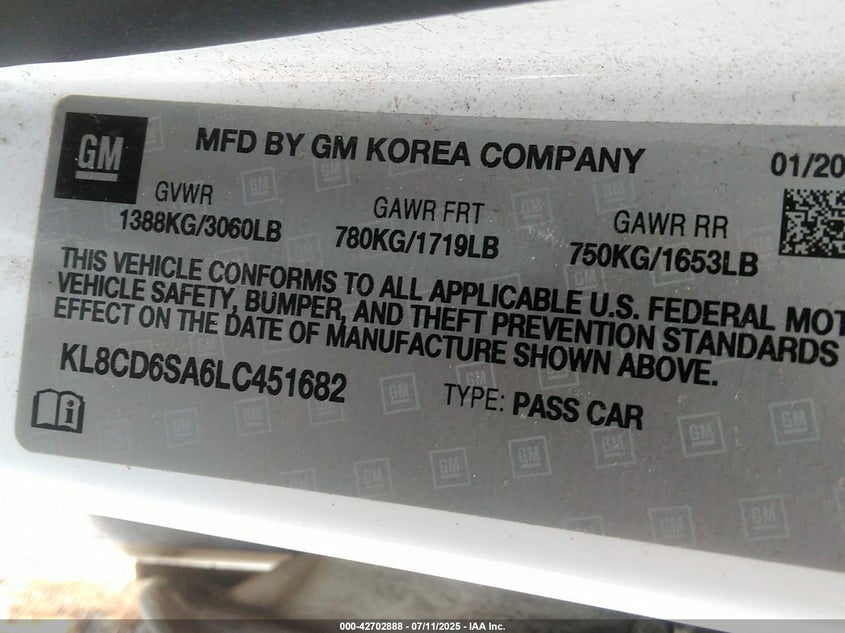 GM
MFD BY GM KOREA COMPANY
01/20
GVWR
1388KG/3060LB
GAWR FRT
780KG/1719LB
GAWR RR
750KG/1653LB
THIS VEHICLE CONFORMS TO ALL APPLICABLE U.S. FEDERAL MOT
VEHICLE SAFETY, BUMPER, AND THEFT PREVENTION STANDARDS
EFFECT ON THE DATE OF MANUFACTURE SHOWN ABOVE.
KL8CD6SA6LC451682
TYPE: PASS CAR
000-42702888 - 07/11/2025 - IAA Inc.